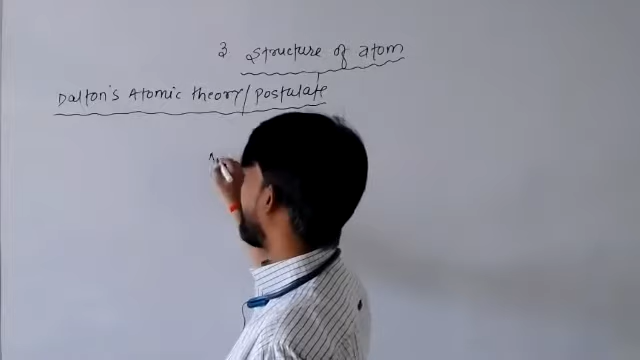 3 Structure of atom
Dalton's Atomic theory/postulate